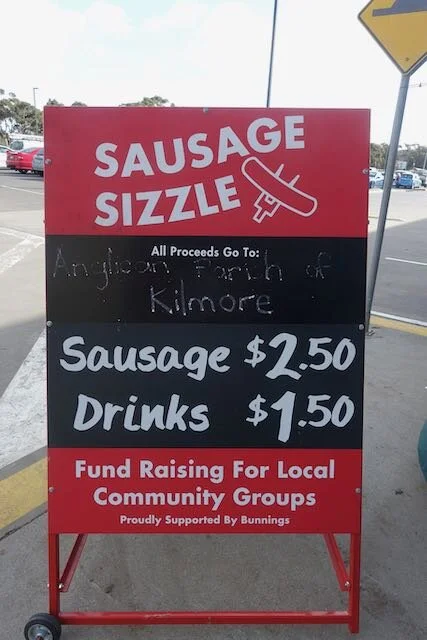 SAUSAGE
SIZZLE
All Proceeds Go To:
Anglican Parich of
Kilmore
Sausage $2.50
Drinks $1.50
Fund Raising For Local
Community Groups
Proudly Supported By Bunnings